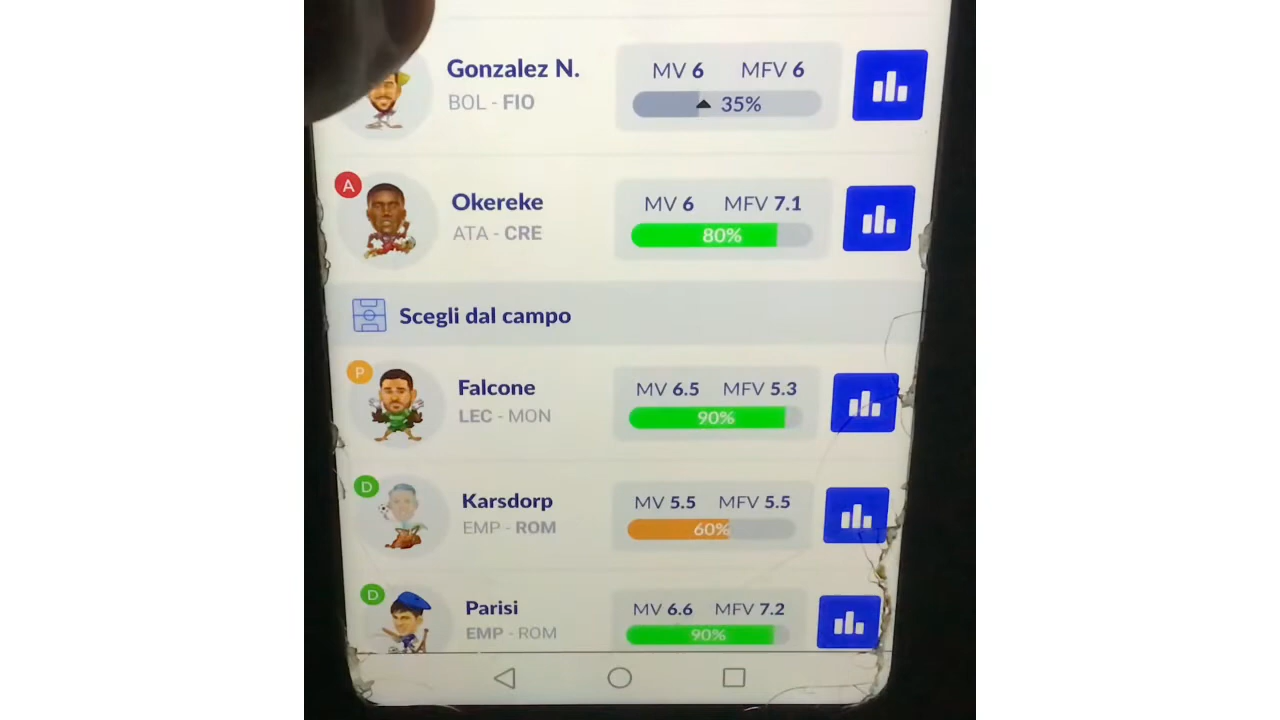 Gonzalez N.
MV 6 MFV 6
BOL - FIO
35%
A
Okereke
MV 6 MFV 7.1
ATA - CRE
80%
Scegli dal campo
P
Falcone
MV 6.5 MFV 5.3
LEC - MON
90%
D
Karsdorp
MV 5.5 MFV 5.5
EMP - ROM
60%
D
Parisi
MV 6.6 MFV 7.2
EMP - ROM
90%